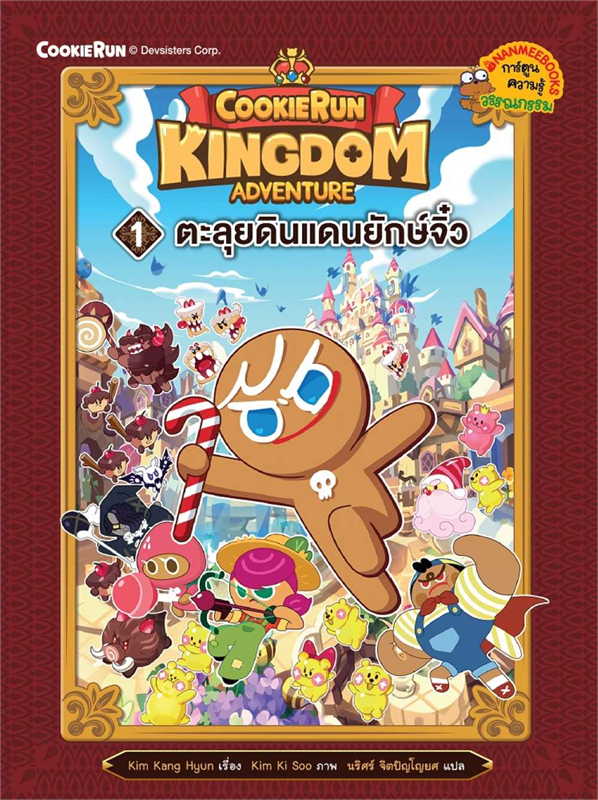 COOKIERUN © Devsisters Corp.
NANMEEBOOKS
การ์ตูน
ความรู้
วรรณกรรม
COOKIERUN
KINGDOM
ADVENTURE
1 ตะลุยดินแดนยักษ์จิ๋ว
Kim Kang Hyun เรื่อง Kim Ki Soo ภาพ นริศร์ จิตปัญโญยศ แปล